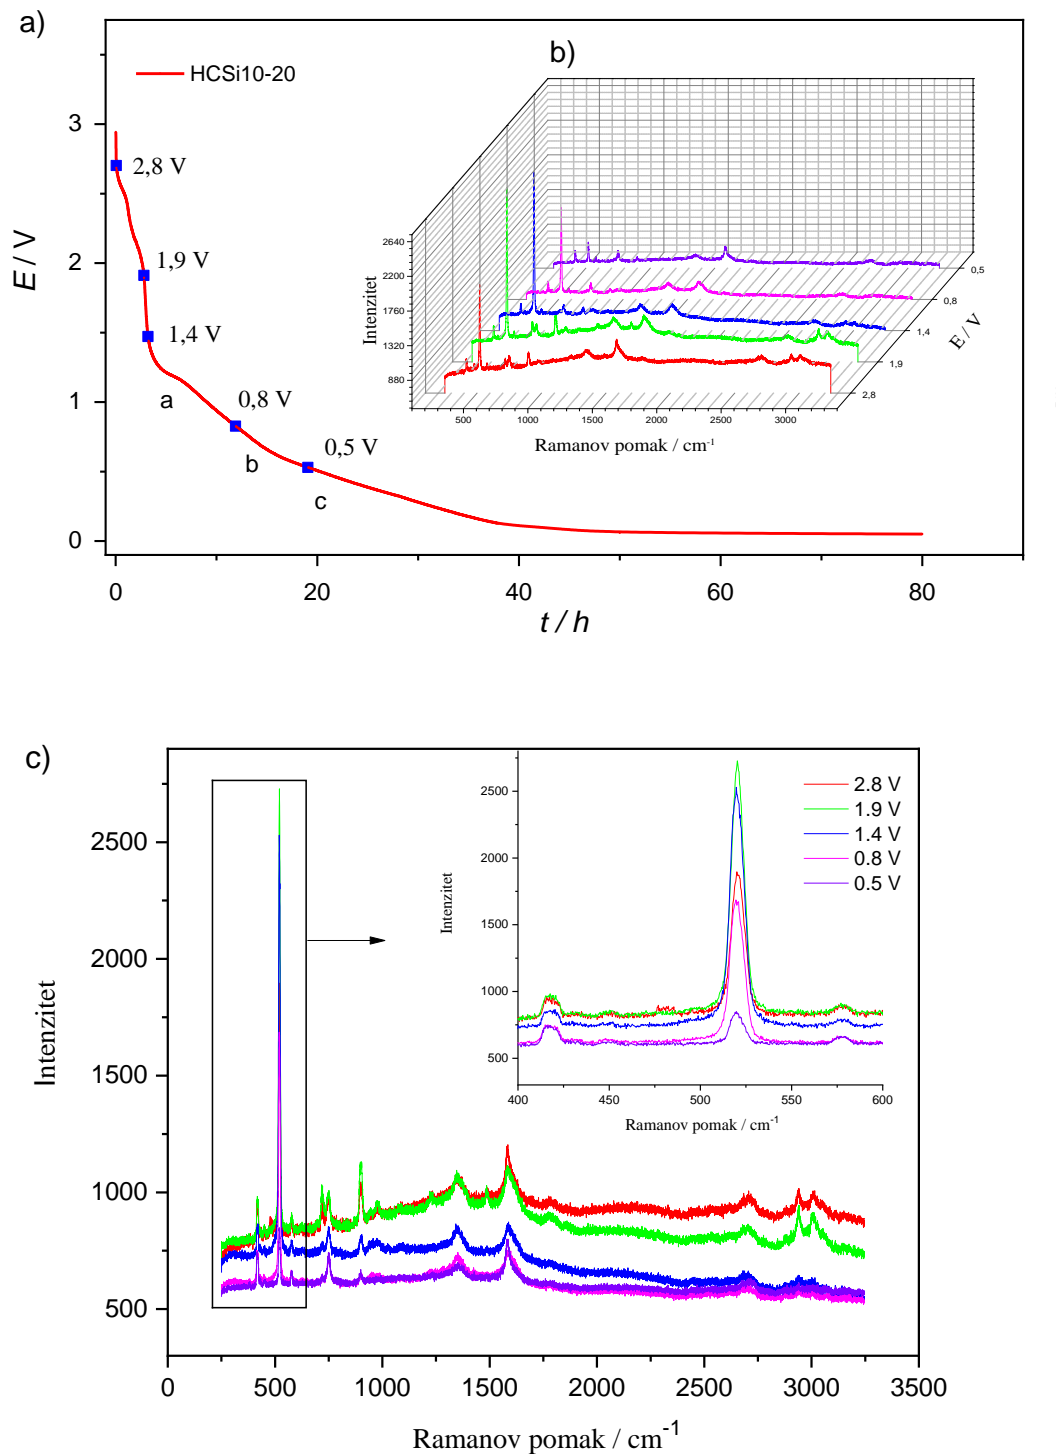 a)
HCSi10-20
b)
3
2
1
0
E / V
2,8 V
1,9 V
1,4 V
a
0,8 V
b
0,5 V
c
0
20
40
60
80
t / h
2640
2200
1760
1320
880
Intenzitet
500
1000
1500
2000
2500
3000
Ramanov pomak / cm-1
0,5
0,8
1,4
1,9
2,8
E / V
c)
2500
2000
1500
1000
500
Intenzitet
0
500
1000
1500
2000
2500
3000
3500
Ramanov pomak / cm-1
2500
2000
1500
1000
500
Intenzitet
400
450
500
550
600
Ramanov pomak / cm-1
2.8 V
1.9 V
1.4 V
0.8 V
0.5 V